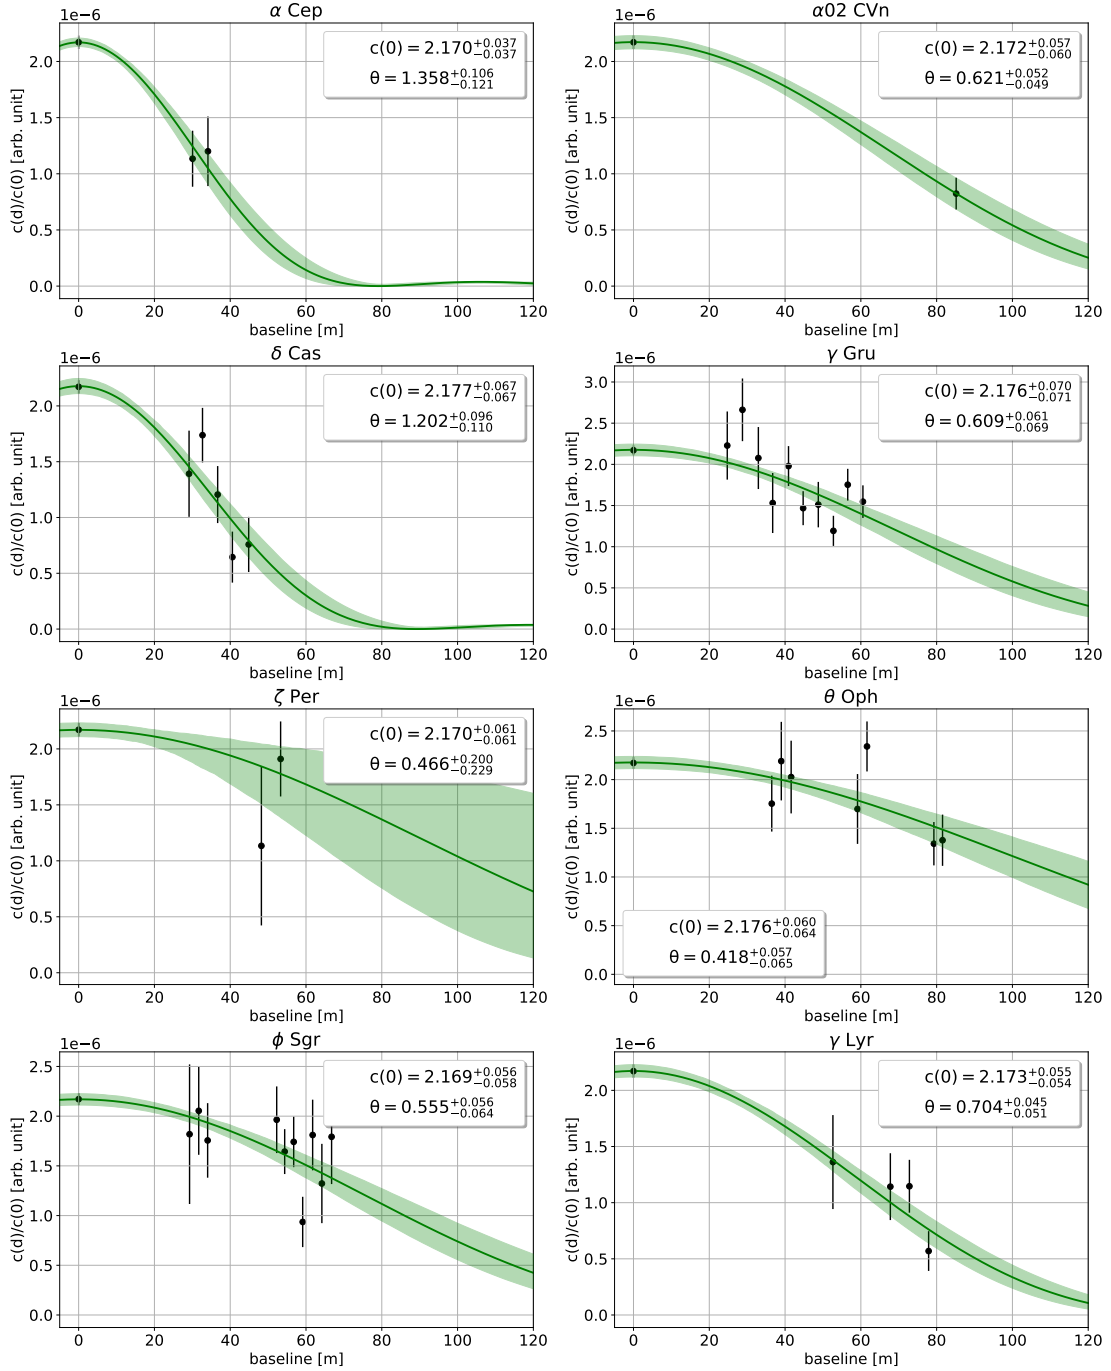 α Cep
1e−6
c(0) = 2.170 +0.037 −0.037
θ = 1.358 +0.106 −0.121
c(d)/c(0) [arb. unit]
2.0
1.5
1.0
0.5
0.0
0 20 40 60 80 100 120
baseline [m]
α02 CVn
1e−6
c(0) = 2.172 +0.057 −0.060
θ = 0.621 +0.052 −0.049
c(d)/c(0) [arb. unit]
2.0
1.5
1.0
0.5
0.0
0 20 40 60 80 100 120
baseline [m]
δ Cas
1e−6
c(0) = 2.177 +0.067 −0.067
θ = 1.202 +0.096 −0.110
c(d)/c(0) [arb. unit]
2.0
1.5
1.0
0.5
0.0
0 20 40 60 80 100 120
baseline [m]
γ Gru
1e−6
c(0) = 2.176 +0.070 −0.071
θ = 0.609 +0.061 −0.069
c(d)/c(0) [arb. unit]
3.0
2.5
2.0
1.5
1.0
0.5
0.0
0 20 40 60 80 100 120
baseline [m]
ζ Per
1e−6
c(0) = 2.170 +0.061 −0.061
θ = 0.466 +0.200 −0.229
c(d)/c(0) [arb. unit]
2.0
1.5
1.0
0.5
0.0
0 20 40 60 80 100 120
baseline [m]
θ Oph
1e−6
c(d)/c(0) [arb. unit]
2.5
2.0
1.5
1.0
0.5
0.0
c(0) = 2.176 +0.060 −0.064
θ = 0.418 +0.057 −0.065
0 20 40 60 80 100 120
baseline [m]
ϕ Sgr
1e−6
c(0) = 2.169 +0.056 −0.058
θ = 0.555 +0.056 −0.064
c(d)/c(0) [arb. unit]
2.5
2.0
1.5
1.0
0.5
0.0
0 20 40 60 80 100 120
baseline [m]
γ Lyr
1e−6
c(0) = 2.173 +0.055 −0.054
θ = 0.704 +0.045 −0.051
c(d)/c(0) [arb. unit]
2.0
1.5
1.0
0.5
0.0
0 20 40 60 80 100 120
baseline [m]